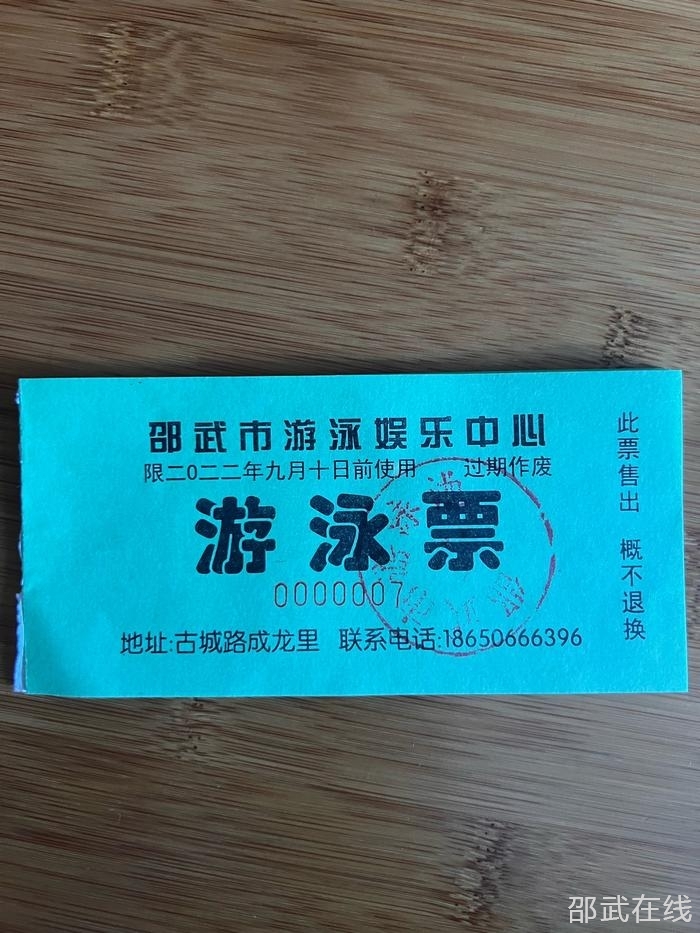 邵武市游泳娱乐中心
限二0二二年九月十日前使用 过期作废
游泳票
0000007
地址:古城路成龙里 联系电话:18650666396
此票售出 概不退换
邵武在线